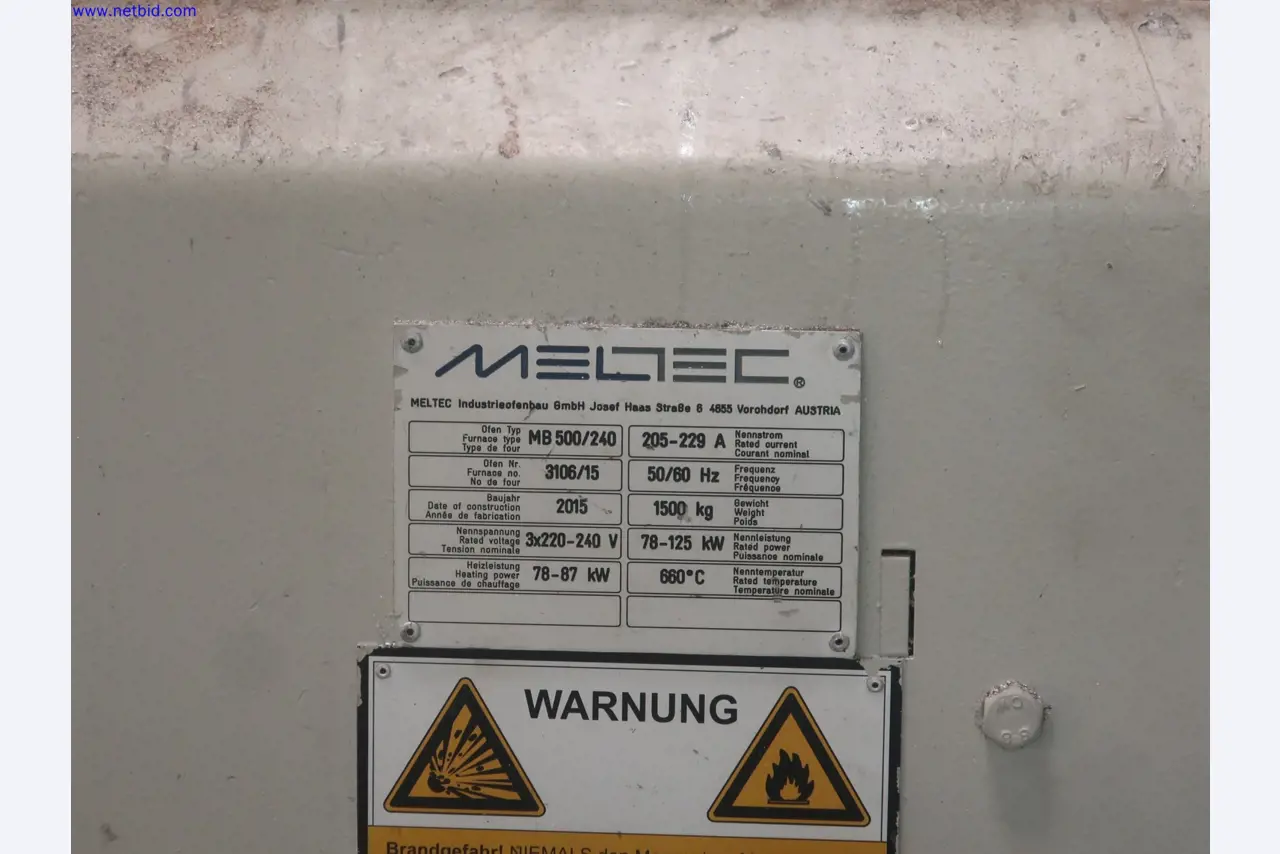 www.netbid.com
MELTEC®
MELTEC Industrieofenbau GmbH Josef Haas Straße 6 4655 Vorchdorf AUSTRIA
Ofen Typ
Furnace type
Type de four
MB 500/240
205-229 A
Nennstrom
Rated current
Courant nominal
Ofen Nr.
Furnace no.
No de four
3106/15
50/60 Hz
Frequenz
Frequency
Fréquence
Baujahr
Date of construction
Année de fabrication
2015
1500 kg
Gewicht
Weight
Poids
Nennspannung
Rated voltage
Tension nominale
3x220-240 V
78-125 kW
Nennleistung
Rated power
Puissance nominale
Heizleistung
Heating power
Puissance de chauffage
78-87 kW
660°C
Nenntemperatur
Rated temperature
Temperature nominale
WARNUNG
Brandgefahr! NIEMALS den